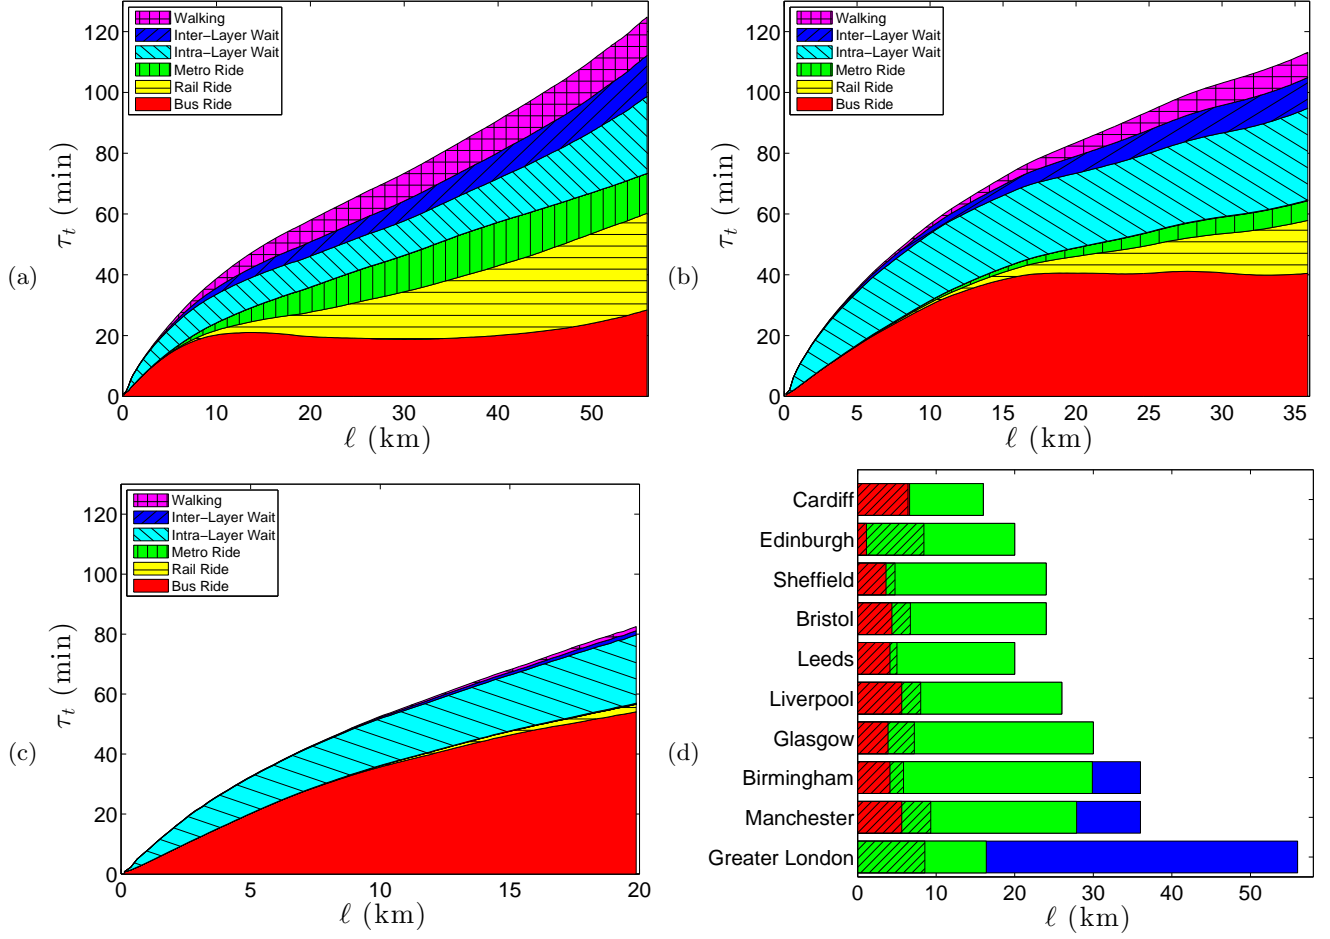 120
100
80
60
40
20
0
τt (min)
Walking
Inter−Layer Wait
Intra−Layer Wait
Metro Ride
Rail Ride
Bus Ride
0 10 20 30 40 50
ℓ (km)
(a)
120
100
80
60
40
20
0
τt (min)
Walking
Inter−Layer Wait
Intra−Layer Wait
Metro Ride
Rail Ride
Bus Ride
0 5 10 15 20 25 30 35
ℓ (km)
(b)
120
100
80
60
40
20
0
τt (min)
Walking
Inter−Layer Wait
Intra−Layer Wait
Metro Ride
Rail Ride
Bus Ride
0 5 10 15 20
ℓ (km)
(c)
Cardiff
Edinburgh
Sheffield
Bristol
Leeds
Liverpool
Glasgow
Birmingham
Manchester
Greater London
0 10 20 30 40 50
ℓ (km)
(d)